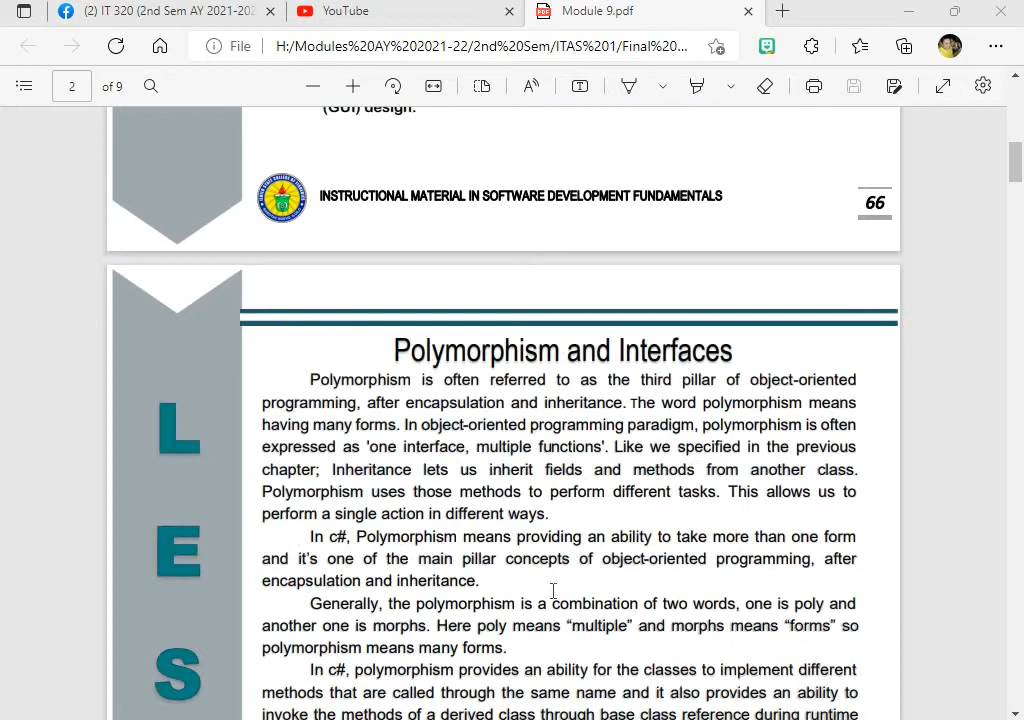 (2) IT 320 (2nd Sem AY 2021-202
YouTube
Module 9.pdf
File
H:/Modules%20AY%202021-22/2nd%20Sem/ITAS%201/Final%20...
2
of 9
(GUI) design.
INSTRUCTIONAL MATERIAL IN SOFTWARE DEVELOPMENT FUNDAMENTALS
66
Polymorphism and Interfaces
Polymorphism is often referred to as the third pillar of object-oriented
programming, after encapsulation and inheritance. The word polymorphism means
having many forms. In object-oriented programming paradigm, polymorphism is often
expressed as 'one interface, multiple functions'. Like we specified in the previous
chapter; Inheritance lets us inherit fields and methods from another class.
Polymorphism uses those methods to perform different tasks. This allows us to
perform a single action in different ways.
In c#, Polymorphism means providing an ability to take more than one form
and it's one of the main pillar concepts of object-oriented programming, after
encapsulation and inheritance.
Generally, the polymorphism is a combination of two words, one is poly and
another one is morphs. Here poly means “multiple” and morphs means “forms” so
polymorphism means many forms.
In c#, polymorphism provides an ability for the classes to implement different
methods that are called through the same name and it also provides an ability to
invoke the methods of a derived class through base class reference during runtime
L
E
S